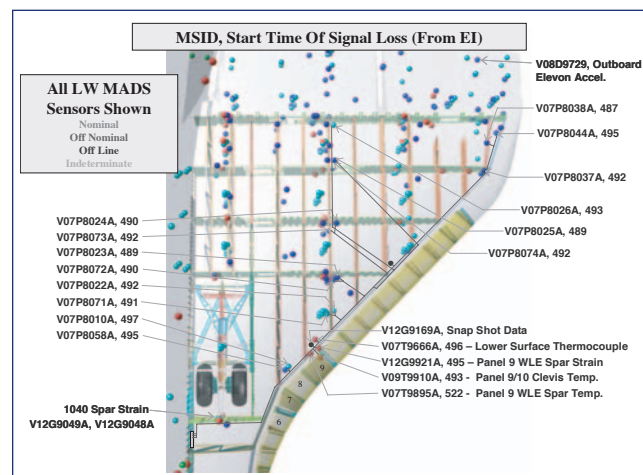 MSID, Start Time Of Signal Loss (From EI)
All LW MADS
Sensors Shown
Nominal
Off Nominal
Off Line
Indeterminate
V08D9729, Outboard
Elevon Accel.
V07P8038A, 487
V07P8044A, 495
V07P8037A, 492
V07P8026A, 493
V07P8025A, 489
V07P8074A, 492
V07P8024A, 490
V07P8073A, 492
V07P8023A, 489
V07P8072A, 490
V07P8022A, 492
V07P8071A, 491
V07P8010A, 497
V07P8058A, 495
V12G9169A, Snap Shot Data
V07T9666A, 496 – Lower Surface Thermocouple
V12G9921A, 495 – Panel 9 WLE Spar Strain
V09T9910A, 493 - Panel 9/10 Clevis Temp.
V07T9895A, 522 - Panel 9 WLE Spar Temp.
9
8
7
6
1040 Spar Strain
V12G9049A, V12G9048A